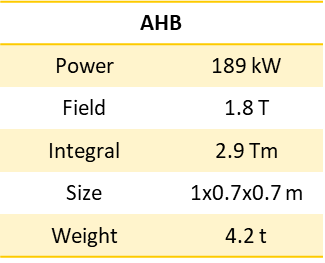 AHB
Power 189 kW
Field 1.8 T
Integral 2.9 Tm
Size 1x0.7x0.7 m
Weight 4.2 t